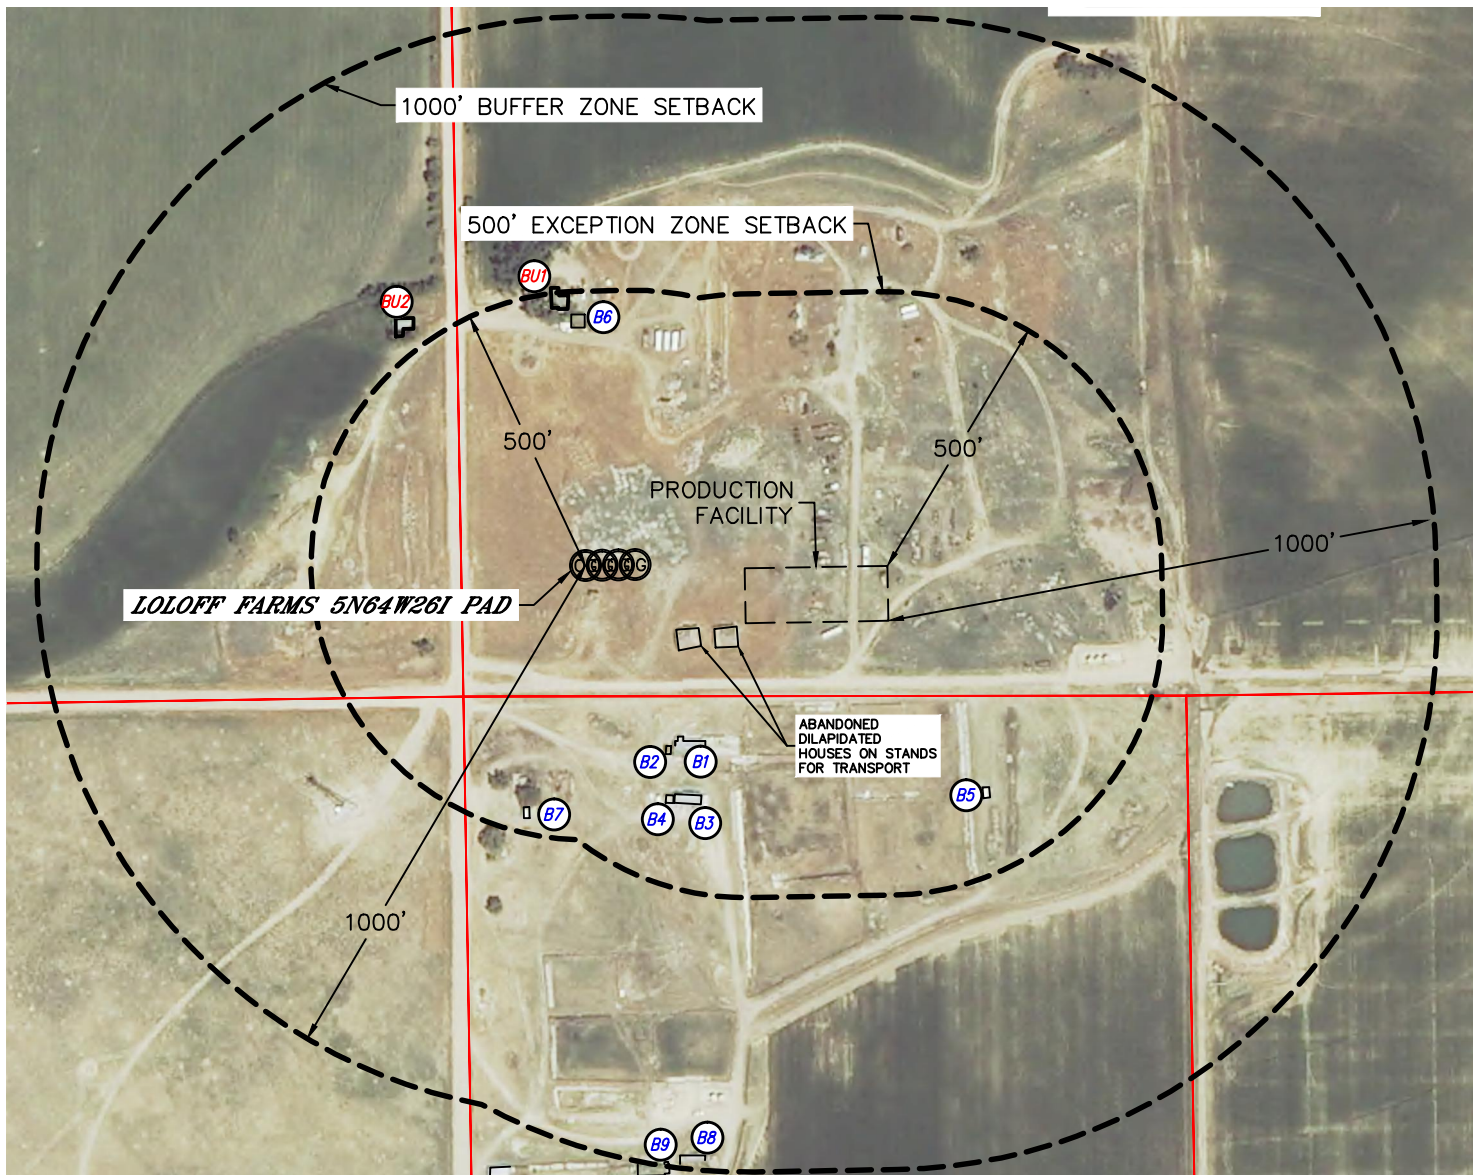 1000' BUFFER ZONE SETBACK
500' EXCEPTION ZONE SETBACK
BU1
BU2
B6
500'
500'
PRODUCTION
FACILITY
1000'
G
LOLOFF FARMS 5N64W26I PAD
ABANDONED
DILAPIDATED
HOUSES ON STANDS
FOR TRANSPORT
B2
B1
B5
B7
B4
B3
1000'
B9
B8